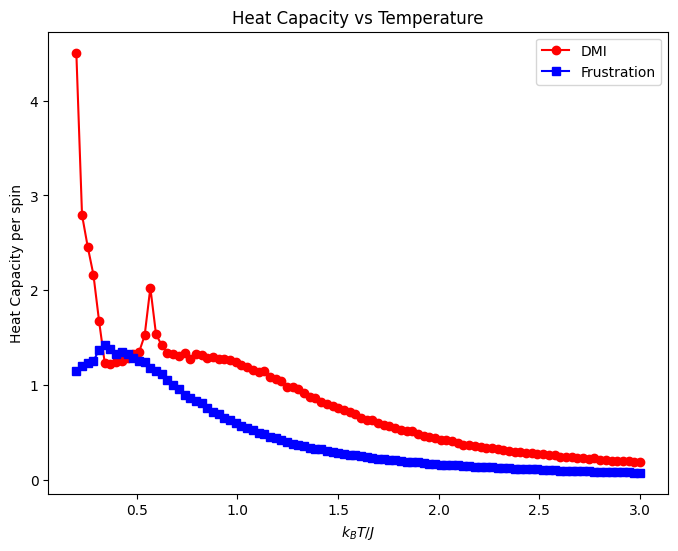 Heat Capacity vs Temperature
DMI
Frustration
Heat Capacity per spin
4
3
2
1
0
0.5 1.0 1.5 2.0 2.5 3.0
k_BT/J